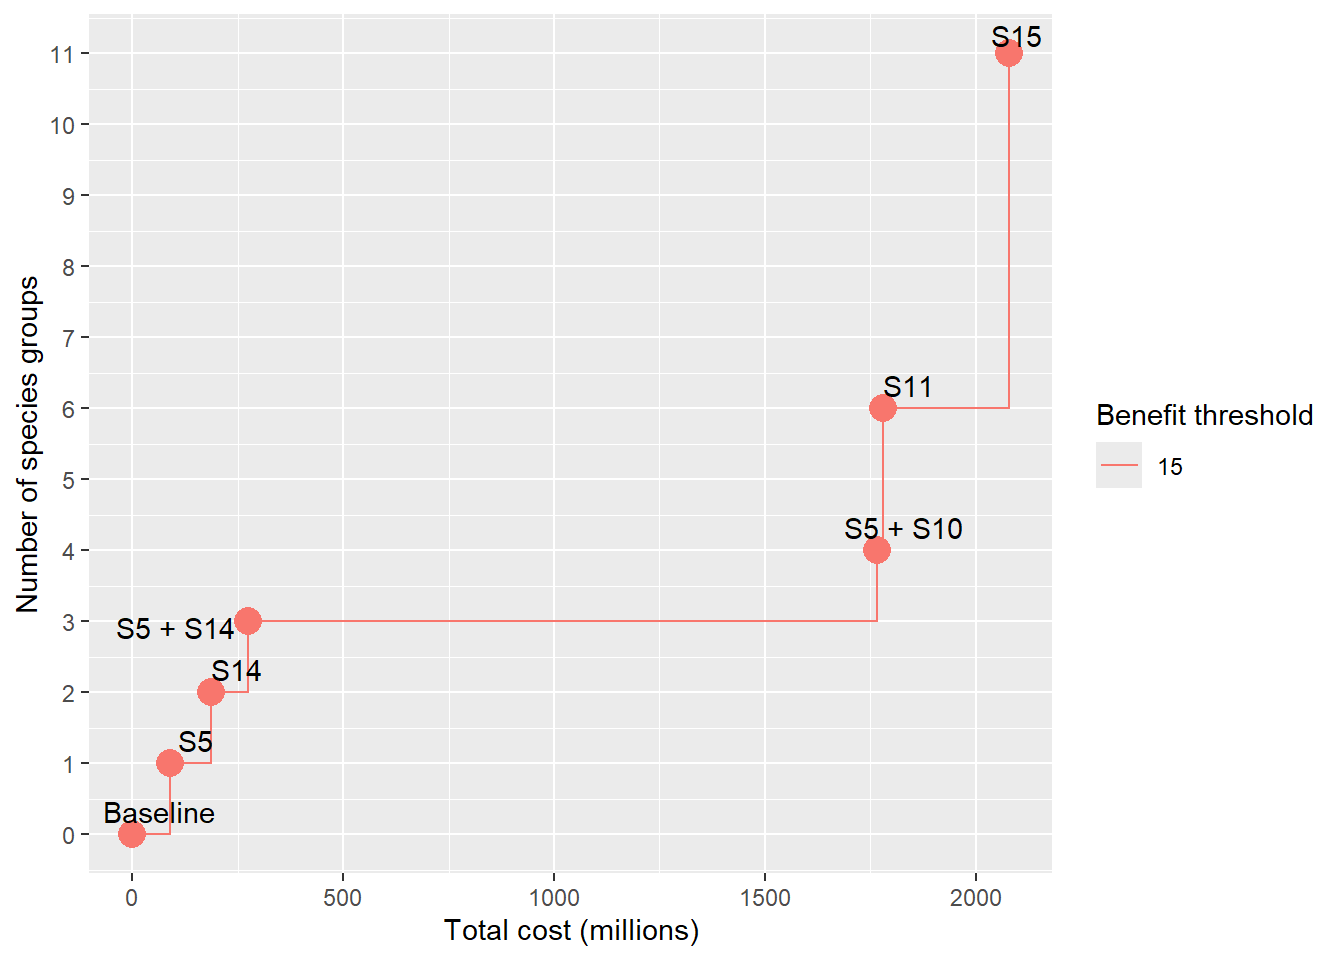 S15
11
10
9
8
7
6
5
4
3
2
1
0
S11
S5 + S10
S5 + S14
S14
S5
Baseline
Number of species groups
0
500
1000
1500
2000
Total cost (millions)
Benefit threshold
15